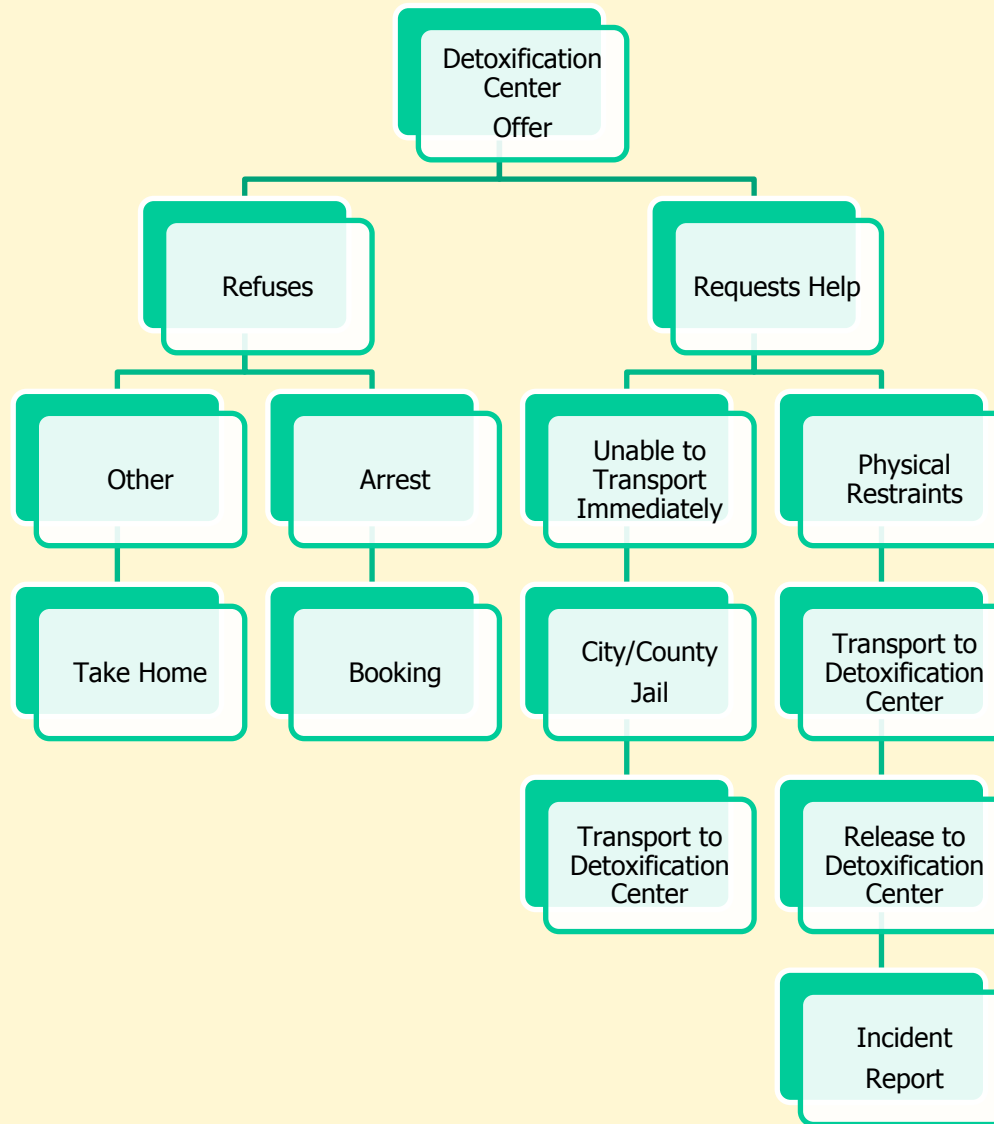 Detoxification
Center
Offer
Refuses
Requests Help
Other
Arrest
Unable to
Transport
Immediately
Physical
Restraints
Take Home
Booking
City/County
Jail
Transport to
Detoxification
Center
Transport to
Detoxification
Center
Release to
Detoxification
Center
Incident
Report